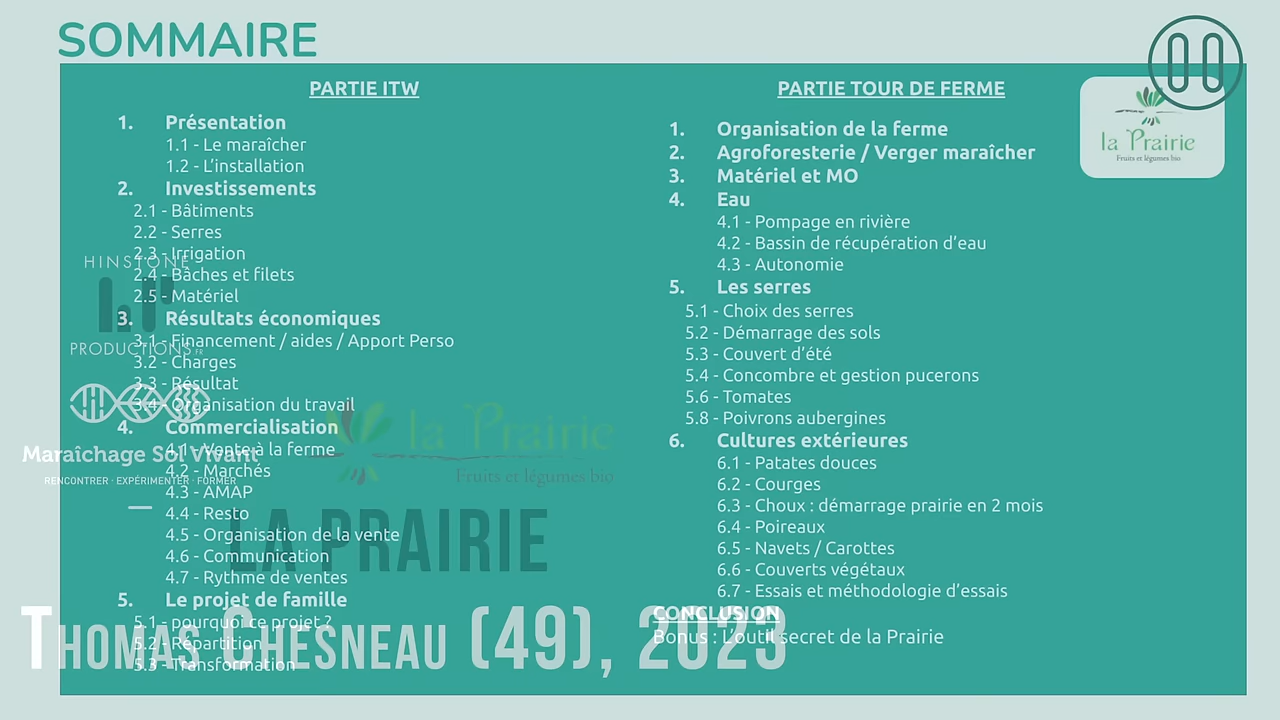 SOMMAIRE
PARTIE ITW
1. Présentation
1.1 - Le maraîcher
1.2 - L'installation
2. Investissements
2.1 - Bâtiments
2.2 - Serres
2.3 - Irrigation
2.4 - Bâches et filets
2.5 - Matériel
3. Résultats économiques
3.1 - Financement / aides / Apport Perso
3.2 - Charges
3.3 - Résultat
3.4 - Organisation du travail
4. Commercialisation
4.1 - Vente à la ferme
4.2 - Marchés
4.3 - AMAP
4.4 - Resto
4.5 - Organisation de la vente
4.6 - Communication
4.7 - Rythme de ventes
5. Le projet de famille
5.1 - pourquoi ce projet ?
5.2 - Répartition
5.3 - Transformation
PARTIE TOUR DE FERME
1. Organisation de la ferme
2. Agroforesterie / Verger maraîcher
3. Matériel et MO
4. Eau
4.1 - Pompage en rivière
4.2 - Bassin de récupération d'eau
4.3 - Autonomie
5. Les serres
5.1 - Choix des serres
5.2 - Démarrage des sols
5.3 - Couvert d'été
5.4 - Concombre et gestion pucerons
5.6 - Tomates
5.8 - Poivrons aubergines
6. Cultures extérieures
6.1 - Patates douces
6.2 - Courges
6.3 - Choux : démarrage prairie en 2 mois
6.4 - Poireaux
6.5 - Navets / Carottes
6.6 - Couverts végétaux
6.7 - Essais et méthodologie d'essais
CONCLUSION
Bonus : L'outil secret de la Prairie
la Prairie
Fruits et légumes bio
HINSTONE
PRODUCTIONS.FR
Maraîchage Sol Vivant
RENCONTRER · EXPÉRIMENTER · FORMER
la Prairie
Fruits et légumes bio
LA PRAIRIE
THOMAS CHESNEAU (49), 2023